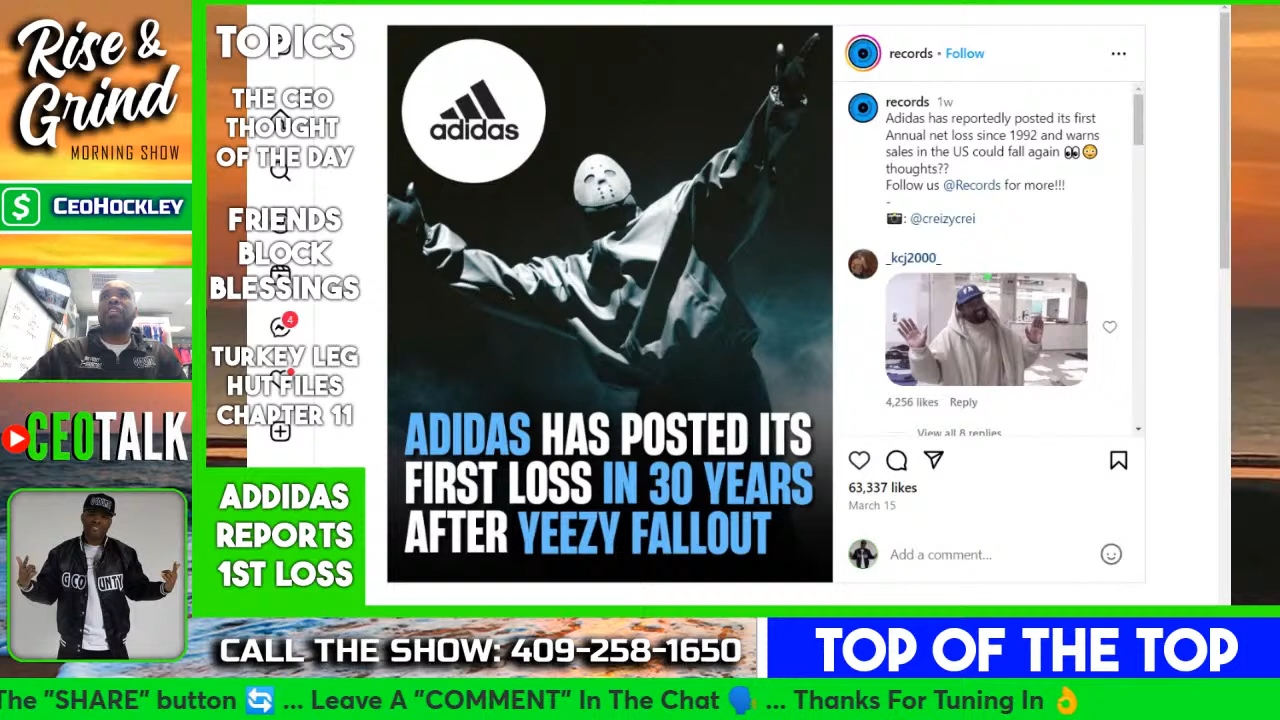 Rise &
Grind
MORNING SHOW
$ CEOHOCKLEY
CEOTALK
G COUNTY
TOPICS
THE CEO
THOUGHT
OF THE DAY
FRIENDS
BLOCK
BLESSINGS
4
TURKEY LEG
HUT FILES
CHAPTER 11
ADDIDAS
REPORTS
1ST LOSS
adidas
ADIDAS HAS POSTED ITS
FIRST LOSS IN 30 YEARS
AFTER YEEZY FALLOUT
records • Follow
records 1w
Adidas has reportedly posted its first
Annual net loss since 1992 and warns
sales in the US could fall again 👀😳
thoughts??
Follow us @Records for more!!!
-
📸: @creizycrei
_kcj2000_
4,256 likes Reply
View all 8 replies
63,337 likes
March 15
Add a comment...
CALL THE SHOW: 409-258-1650
TOP OF THE TOP
The "SHARE" button 🔄 ... Leave A "COMMENT" In The Chat 🗣 ... Thanks For Tuning In 👌